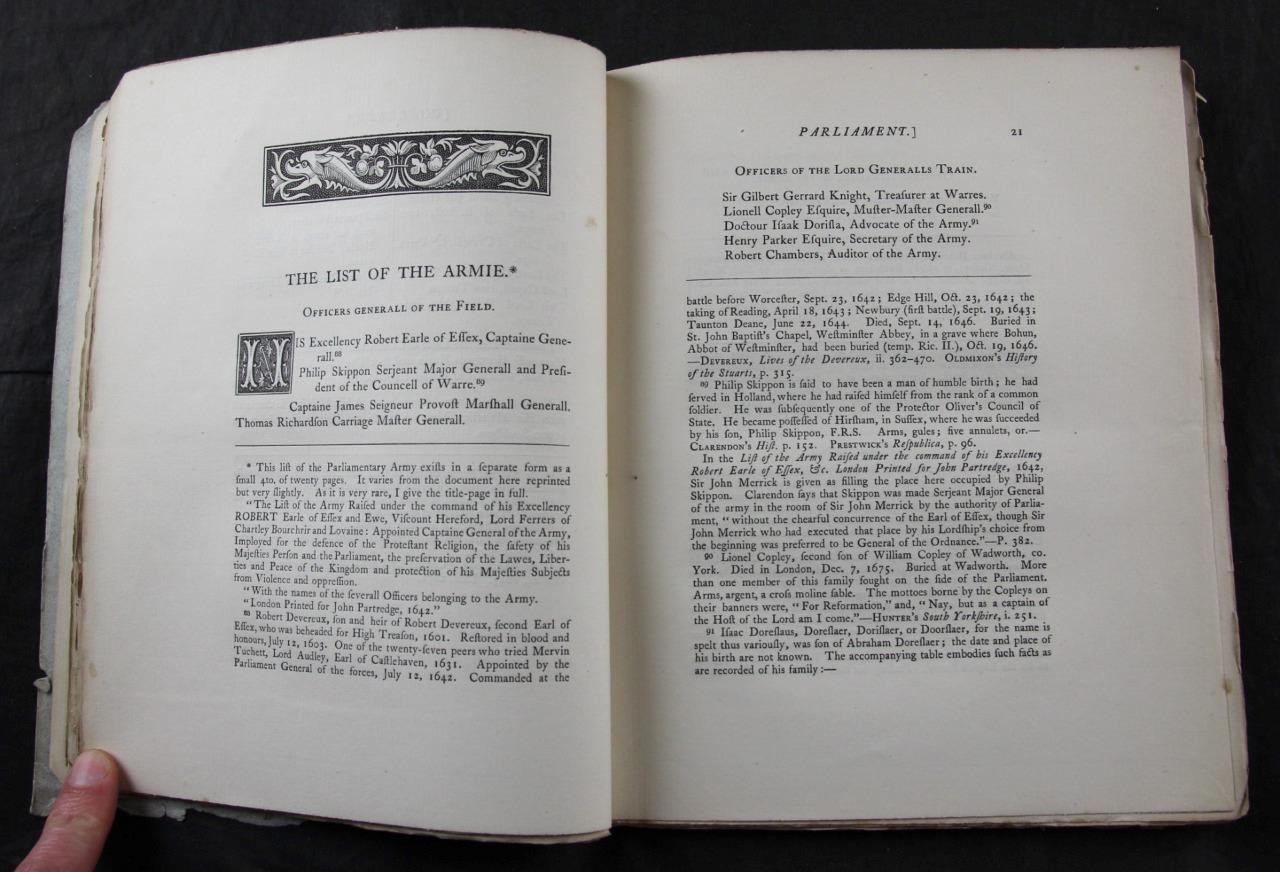 THE LIST OF THE ARMIE.*
OFFICERS GENERALL OF THE FIELD.
HIS Excellency Robert Earle of Eſſex, Captaine Gene-
rall.⁸⁸
Philip Skippon Serjeant Major Generall and Preſi-
dent of the Councell of Warre.⁸⁹
Captaine James Seigneur Provoſt Marſhall Generall.
Thomas Richardſon Carriage Maſter Generall.
* This liſt of the Parliamentary Army exiſts in a ſeparate form as a
ſmall 4to. of twenty pages. It varies from the document here reprinted
but very ſlightly. As it is very rare, I give the title-page in full.
"The Liſt of the Army Raiſed under the command of his Excellency
ROBERT Earle of Eſſex and Ewe, Viſcount Hereford, Lord Ferrers of
Chartley Bourchrir and Lovaine: Appointed Captaine General of the Army,
Imployed for the defence of the Proteſtant Religion, the ſafety of his
Majeſties Perſon and the Parliament, the preſervation of the Lawes, Liber-
ties and Peace of the Kingdom and protection of his Majeſties Subjects
from Violence and oppreſſion.
"With the names of the ſeverall Officers belonging to the Army.
"London Printed for John Partredge, 1642."
⁸⁸ Robert Devereux, ſon and heir of Robert Devereux, ſecond Earl of
Eſſex, who was beheaded for High Treaſon, 1601. Reſtored in blood and
honours, July 12, 1603. One of the twenty-ſeven peers who tried Mervin
Tuchett, Lord Audley, Earl of Caſtlehaven, 1631. Appointed by the
Parliament General of the forces, July 12, 1642. Commanded at the
PARLIAMENT.] 21
OFFICERS OF THE LORD GENERALLS TRAIN.
Sir Gilbert Gerrard Knight, Treaſurer at Warres.
Lionell Copley Eſquire, Muſter-Maſter Generall.⁹⁰
Doctour Iſaak Doriſla, Advocate of the Army.⁹¹
Henry Parker Eſquire, Secretary of the Army.
Robert Chambers, Auditor of the Army.
battle before Worceſter, Sept. 23, 1642; Edge Hill, Oct. 23, 1642; the
taking of Reading, April 18, 1643; Newbury (firſt battle), Sept. 19, 1643;
Taunton Deane, June 22, 1644. Died, Sept. 14, 1646. Buried in
St. John Baptiſt's Chapel, Weſtminſter Abbey, in a grave where Bohun,
Abbot of Weſtminſter, had been buried (temp. Ric. II.), Oct. 19, 1646.
—DEVEREUX, Lives of the Devereux, ii. 362–470. OLDMIXON'S Hiſtory
of the Stuarts, p. 315.
⁸⁹ Philip Skippon is ſaid to have been a man of humble birth; he had
ſerved in Holland, where he had raiſed himſelf from the rank of a common
ſoldier. He was ſubſequently one of the Protector Oliver's Council of
State. He became poſſeſſed of Hirſham, in Suſſex, where he was ſucceeded
by his ſon, Philip Skippon, F.R.S. Arms, gules; five annulets, or.—
CLARENDON'S Hiſt. p. 152. PRESTWICK'S Reſpublica, p. 96.
In the Liſt of the Army Raiſed under the command of his Excellency
Robert Earle of Eſſex, &c. London Printed for John Partredge, 1642,
Sir John Merrick is given as filling the place here occupied by Philip
Skippon. Clarendon ſays that Skippon was made Serjeant Major General
of the army in the room of Sir John Merrick by the authority of Parlia-
ment, "without the chearful concurrence of the Earl of Eſſex, though Sir
John Merrick who had executed that place by his Lordſhip's choice from
the beginning was preferred to be General of the Ordnance."—P. 382.
⁹⁰ Lionel Copley, ſecond ſon of William Copley of Wadworth, co.
York. Died in London, Dec. 7, 1675. Buried at Wadworth. More
than one member of this family fought on the ſide of the Parliament.
Arms, argent, a croſs moline ſable. The mottoes borne by the Copleys on
their banners were, "For Reformation," and, "Nay, but as a captain of
the Hoſt of the Lord am I come."—HUNTER'S South Yorkſhire, i. 251.
⁹¹ Iſaac Doreſlaus, Doreſlaer, Doriſlaer, or Doorſlaer, for the name is
spelt thus variouſly, was ſon of Abraham Doreſlaer; the date and place of
his birth are not known. The accompanying table embodies ſuch facts as
are recorded of his family:—